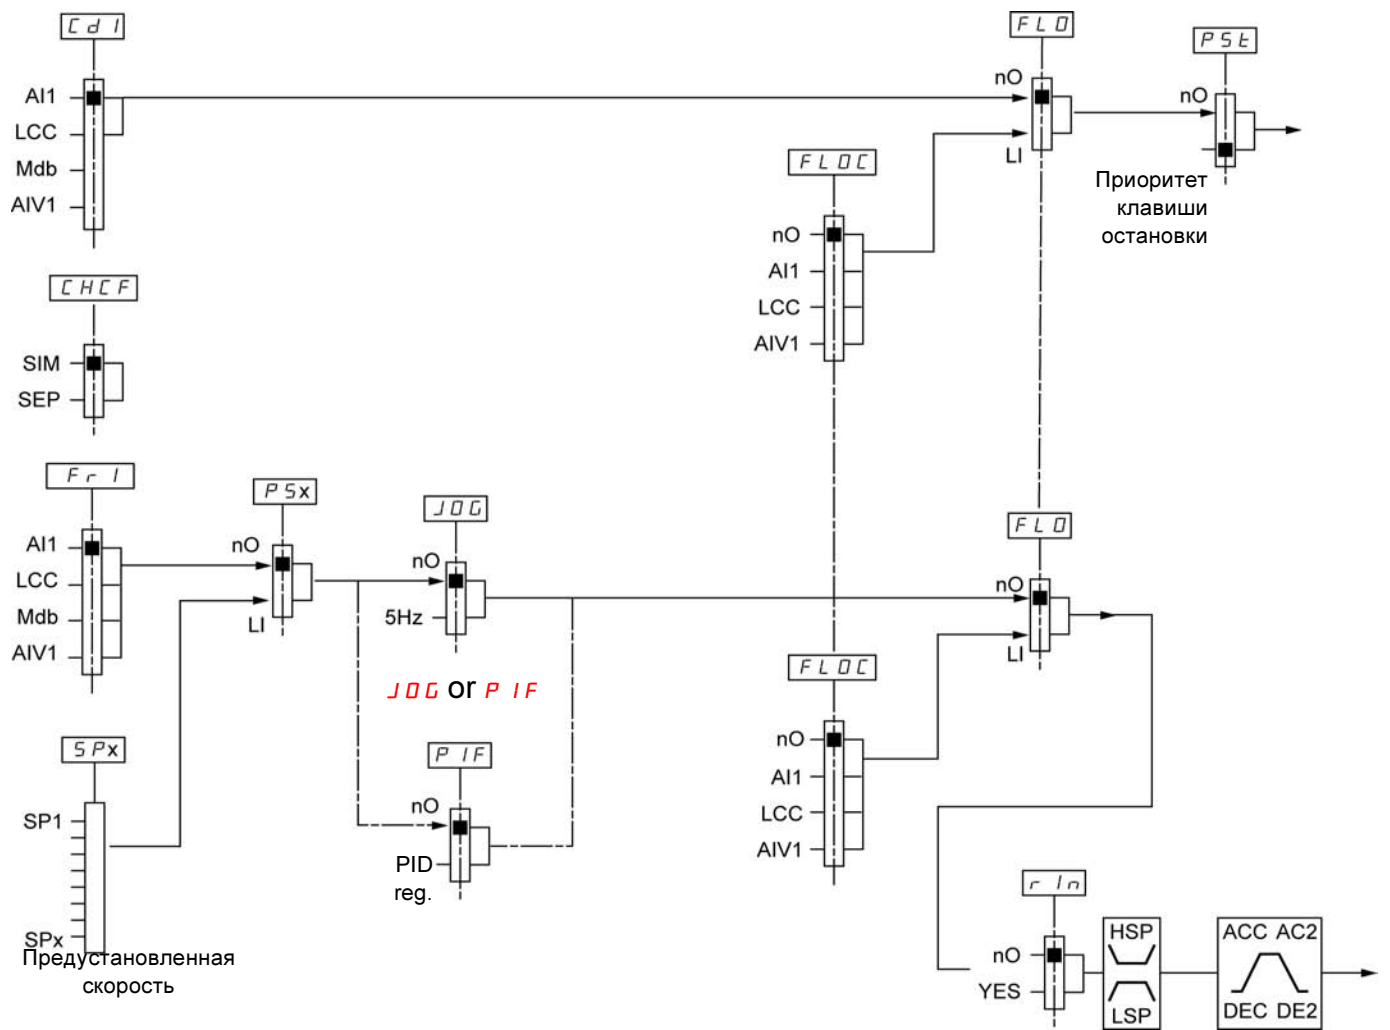 Cd1
AI1
LCC
Mdb
AIV1
CHCF
SIM
SEP
FLO
nO
LI
PSt
nO
Приоритет
клавиши
остановки
FLOC
nO
AI1
LCC
AIV1
Fr1
AI1
LCC
Mdb
AIV1
PSx
nO
LI
JOG
nO
5Hz
JOG or PIF
PIF
nO
PID
reg.
SPx
SP1
SPx
Предустановленная
скорость
FLO
nO
LI
FLOC
nO
AI1
LCC
AIV1
rIn
nO
YES
HSP
LSP
ACC AC2
DEC DE2